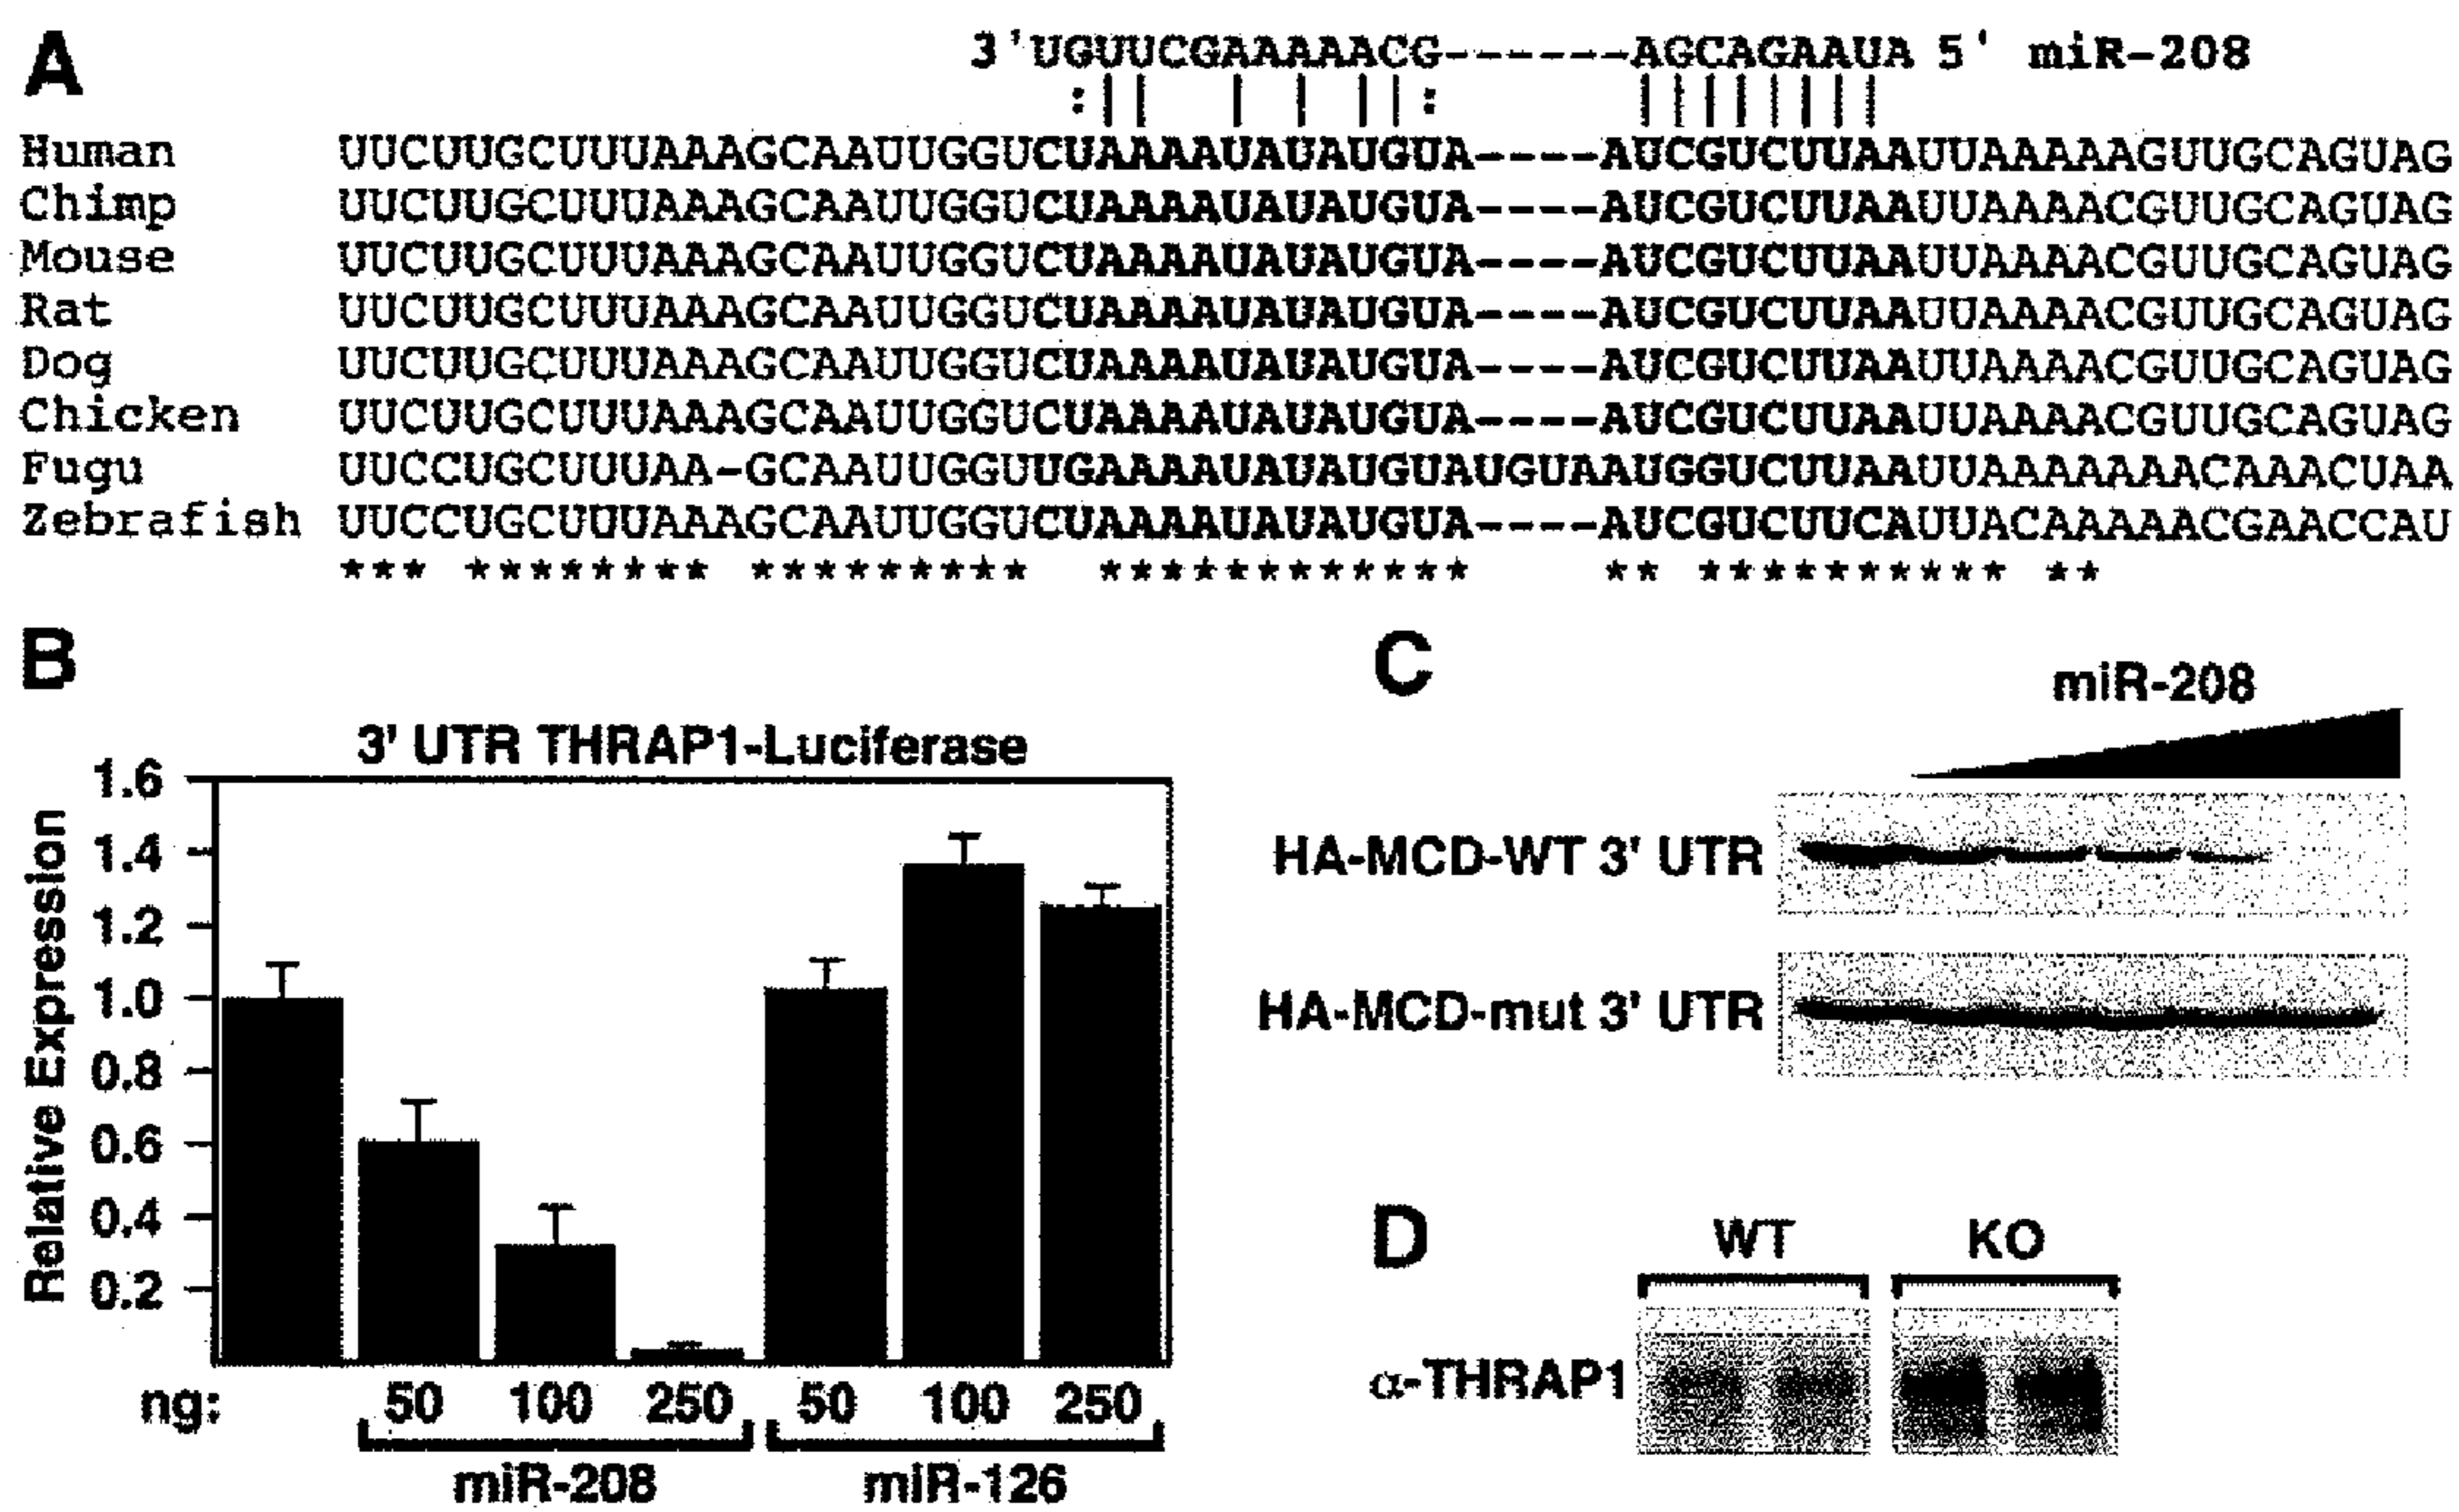 A
3'UGUUCGAAAAACG------AGCAGAAUA 5' miR-208
:|| | | ||: ||||||||
Human UUCUUGCUUUAAAGCAAUUGGUCUAAAAUAUAUGUA----AUCGUCUUAAUUAAAAAGUUGCAGUAG
Chimp UUCUUGCUUUAAAGCAAUUGGUCUAAAAUAUAUGUA----AUCGUCUUAAUUAAAACGUUGCAGUAG
Mouse UUCUUGCUUUAAAGCAAUUGGUCUAAAAUAUAUGUA----AUCGUCUUAAUUAAAACGUUGCAGUAG
Rat UUCUUGCUUUAAAGCAAUUGGUCUAAAAUAUAUGUA----AUCGUCUUAAUUAAAACGUUGCAGUAG
Dog UUCUUGCUUUAAAGCAAUUGGUCUAAAAUAUAUGUA----AUCGUCUUAAUUAAAACGUUGCAGUAG
Chicken UUCUUGCUUUAAAGCAAUUGGUCUAAAAUAUAUGUA----AUCGUCUUAAUUAAAACGUUGCAGUAG
Fugu UUCCUGCUUUAA-GCAAUUGGUUGAAAAUAUAUGUAUGUAAUGGUCUUAAUUAAAAAAAACAAACUAA
Zebrafish UUCCUGCUUUAAAGCAAUUGGUCUAAAAUAUAUGUA----AUCGUCUUCAUUACAAAAACGAACCAU
*** ******** ********* ************ ** ********** **
B
3' UTR THRAP1-Luciferase
Relative Expression
1.6
1.4
1.2
1.0
0.8
0.6
0.4
0.2
ng: 50 100 250 50 100 250
miR-208 miR-126
C
miR-208
HA-MCD-WT 3' UTR
HA-MCD-mut 3' UTR
D
WT KO
α-THRAP1